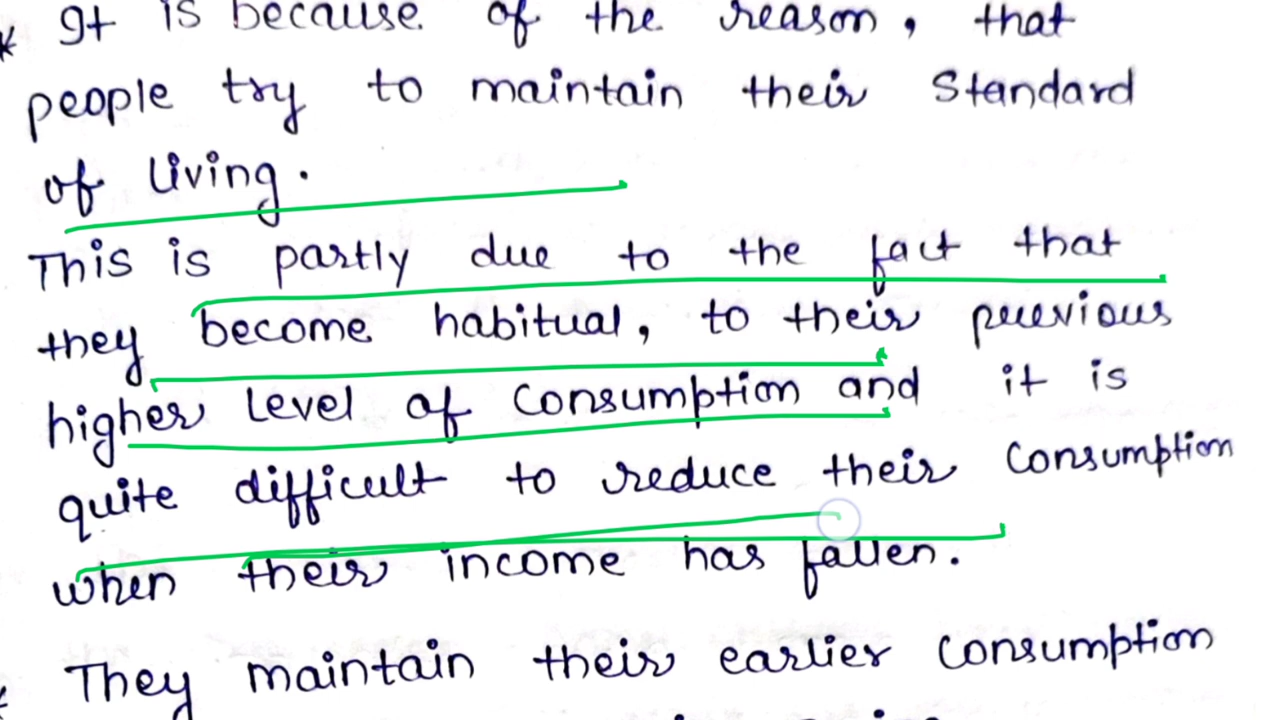 * It is because of the reason, that
people try to maintain their Standard
of living.
This is partly due to the fact that
they become habitual, to their previous
higher level of Consumption and it is
quite difficult to reduce their Consumption
when their income has fallen.
* They maintain their earlier Consumption